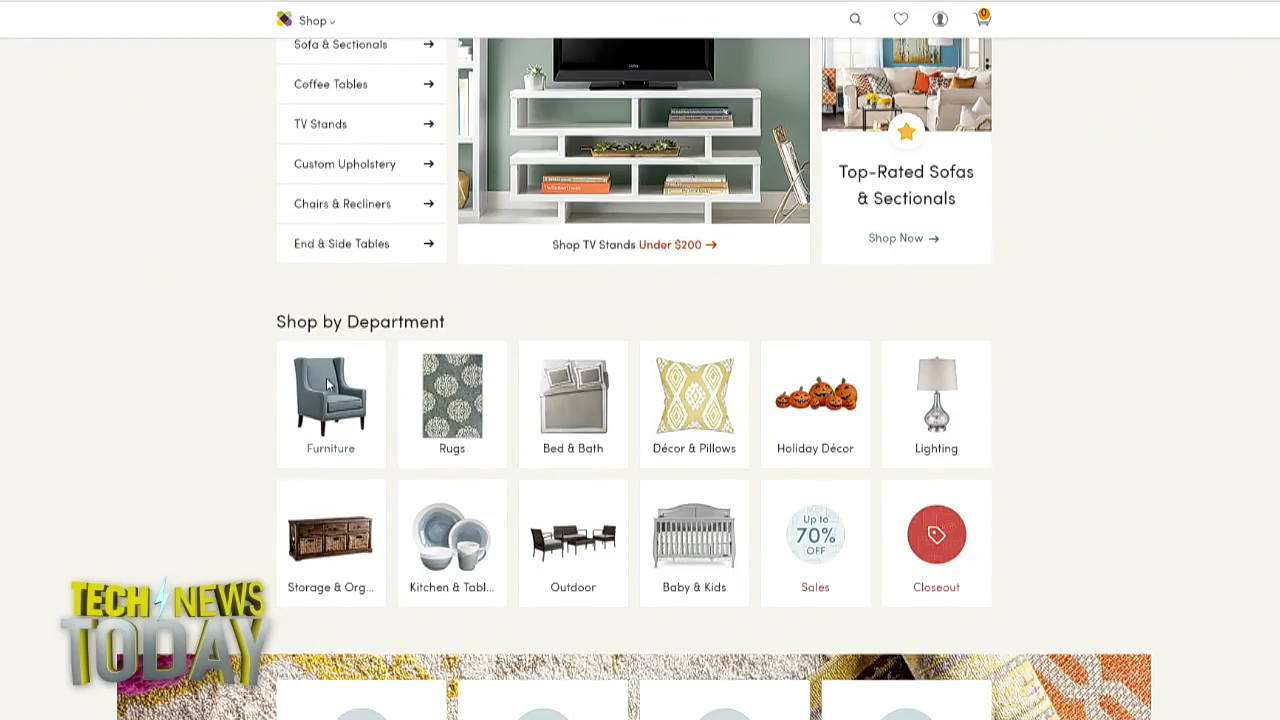 Shop
0
Sofa & Sectionals
Coffee Tables
TV Stands
Custom Upholstery
Chairs & Recliners
End & Side Tables
Shop TV Stands Under $200
Top-Rated Sofas
& Sectionals
Shop Now
Shop by Department
Furniture
Rugs
Bed & Bath
Décor & Pillows
Holiday Décor
Lighting
Up to
70%
OFF
Storage & Org...
Kitchen & Tabl...
Outdoor
Baby & Kids
Sales
Closeout
TECH NEWS
TODAY